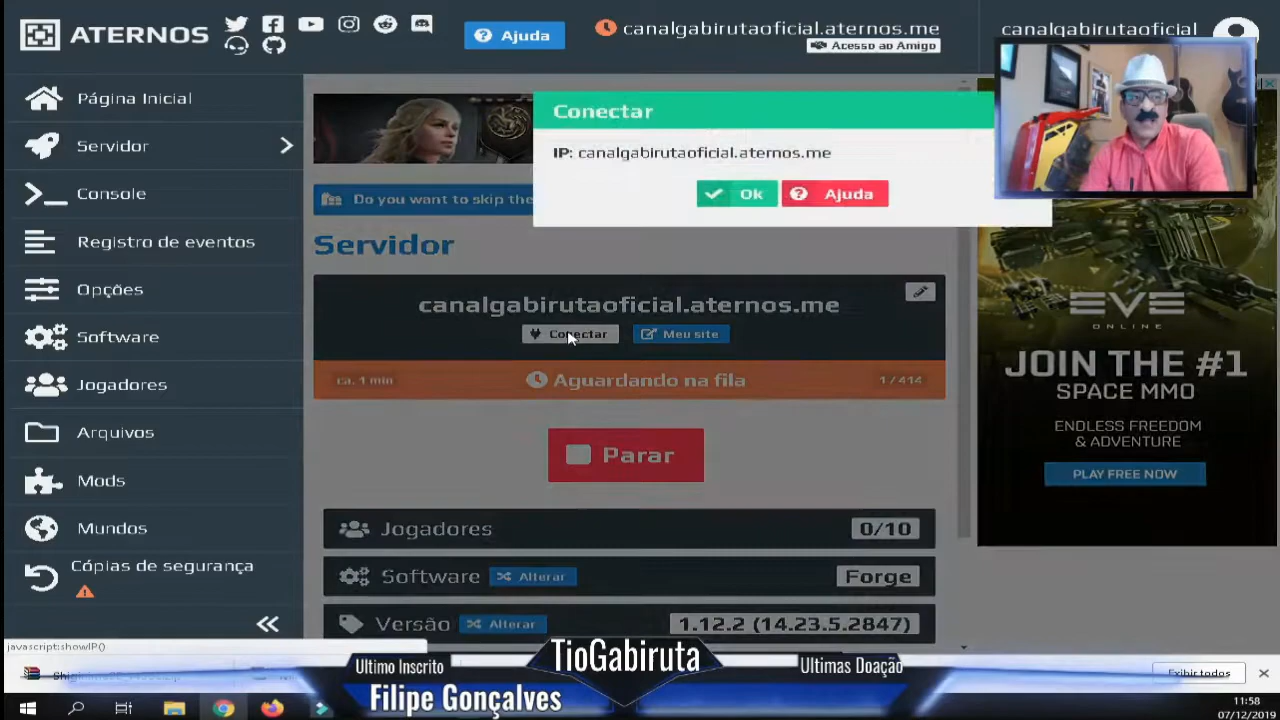 ATERNOS
Ajuda
canalgabirutaoficial.aternos.me
Acesso ao Amigo
canalgabirutaoficial
Página Inicial
Servidor
Console
Registro de eventos
Opções
Software
Jogadores
Arquivos
Mods
Mundos
Cópias de segurança
Conectar
IP: canalgabirutaoficial.aternos.me
Ok
Ajuda
Do you want to skip the
Servidor
canalgabirutaoficial.aternos.me
Conectar
Meu site
ca. 1 min
Aguardando na fila
1 / 414
Parar
Jogadores
0/10
Software
Alterar
Forge
Versão
Alterar
1.12.2 (14.23.5.2847)
EVE
ONLINE
JOIN THE #1
SPACE MMO
ENDLESS FREEDOM
& ADVENTURE
PLAY FREE NOW
javascript:showIP()
Exibir todos
Ultimo Inscrito
TioGabiruta
Ultimas Doação
Filipe Gonçalves
11:58
07/12/2019